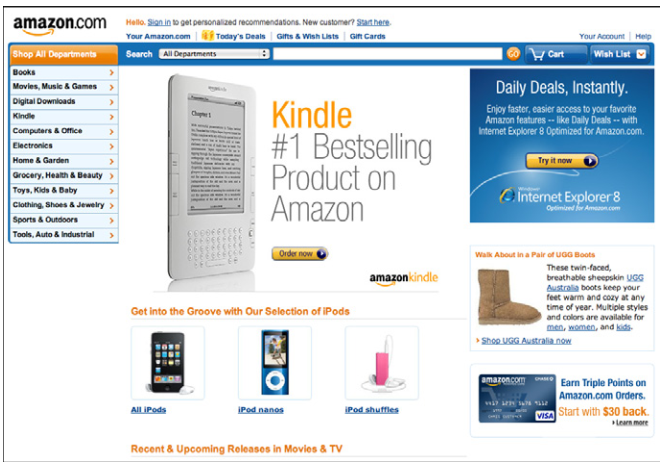 amazon.com
Hello. Sign in to get personalized recommendations. New customer? Start here.
Your Amazon.com | Today's Deals | Gifts & Wish Lists | Gift Cards
Your Account | Help
Shop All Departments
Search All Departments
GO
Cart
Wish List
Books
Movies, Music & Games
Digital Downloads
Kindle
Computers & Office
Electronics
Home & Garden
Grocery, Health & Beauty
Toys, Kids & Baby
Clothing, Shoes & Jewelry
Sports & Outdoors
Tools, Auto & Industrial
amazonkindle
Chapter 1
Kindle
#1 Bestselling
Product on
Amazon
Order now
amazonkindle
Daily Deals, Instantly.
Enjoy faster, easier access to your favorite
Amazon features -- like Daily Deals -- with
Internet Explorer 8 Optimized for Amazon.com.
Try it now
Windows
Internet Explorer 8
Optimized for Amazon.com
Walk About in a Pair of UGG Boots
These twin-faced,
breathable sheepskin UGG
Australia boots keep your
feet warm and cozy at any
time of year. Multiple styles
and colors are available for
men, women, and kids.
Shop UGG Australia now
Get into the Groove with Our Selection of iPods
All iPods
iPod nanos
iPod shuffles
amazon.com
CHASE
VISA
Earn Triple Points on
Amazon.com Orders.
Start with $30 back.
Learn more
Recent & Upcoming Releases in Movies & TV